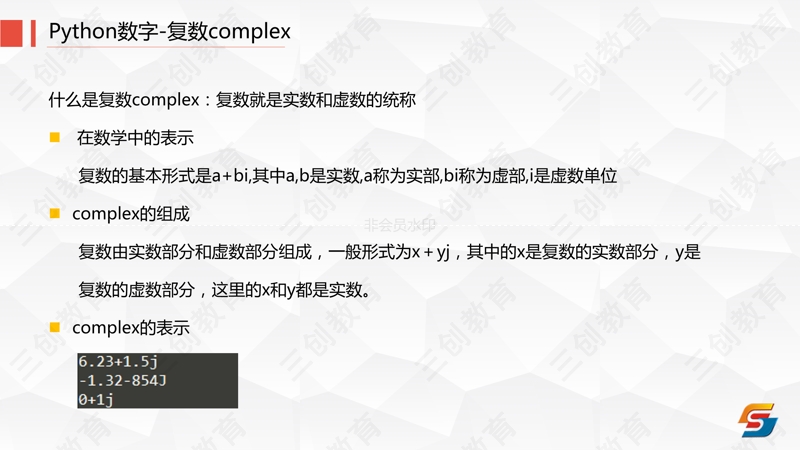 Python数字-复数complex
什么是复数complex：复数就是实数和虚数的统称
在数学中的表示
复数的基本形式是a+bi,其中a,b是实数,a称为实部,bi称为虚部,i是虚数单位
complex的组成
非会员水印
复数由实数部分和虚数部分组成，一般形式为x＋yj，其中的x是复数的实数部分，y是
复数的虚数部分，这里的x和y都是实数。
complex的表示
6.23+1.5j
-1.32-854J
0+1j
三创教育